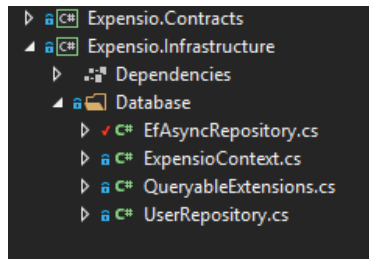 C# Expensio.Contracts
C# Expensio.Infrastructure
Dependencies
Database
C# EfAsyncRepository.cs
C# ExpensioContext.cs
C# QueryableExtensions.cs
C# UserRepository.cs